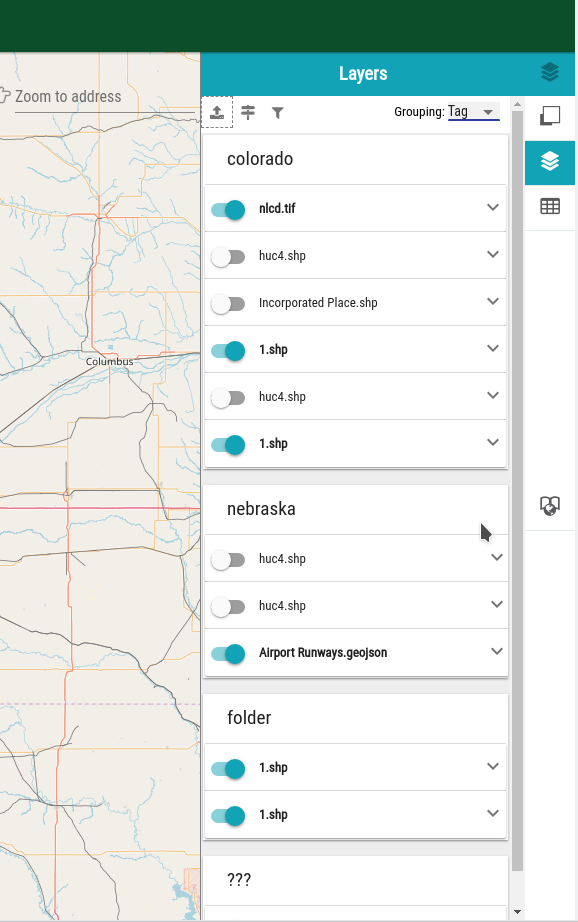 Layers
Zoom to address
Grouping: Tag
colorado
nlcd.tif
huc4.shp
Incorporated Place.shp
1.shp
Columbus
huc4.shp
1.shp
nebraska
huc4.shp
huc4.shp
Airport Runways.geojson
folder
1.shp
1.shp
???